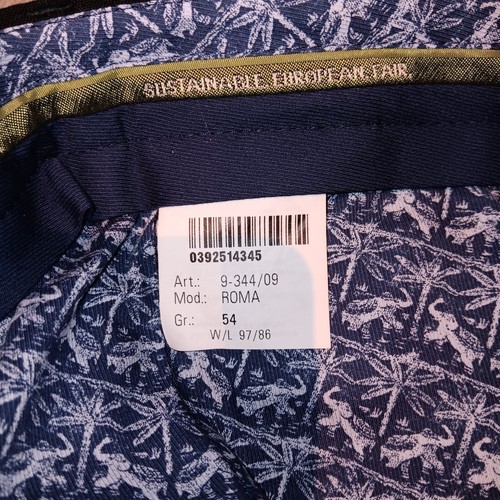 SUSTAINABLE. EUROPEAN. FAIR.
0392514345
Art.: 9-344/09
Mod.: ROMA
Gr.: 54
W/L 97/86